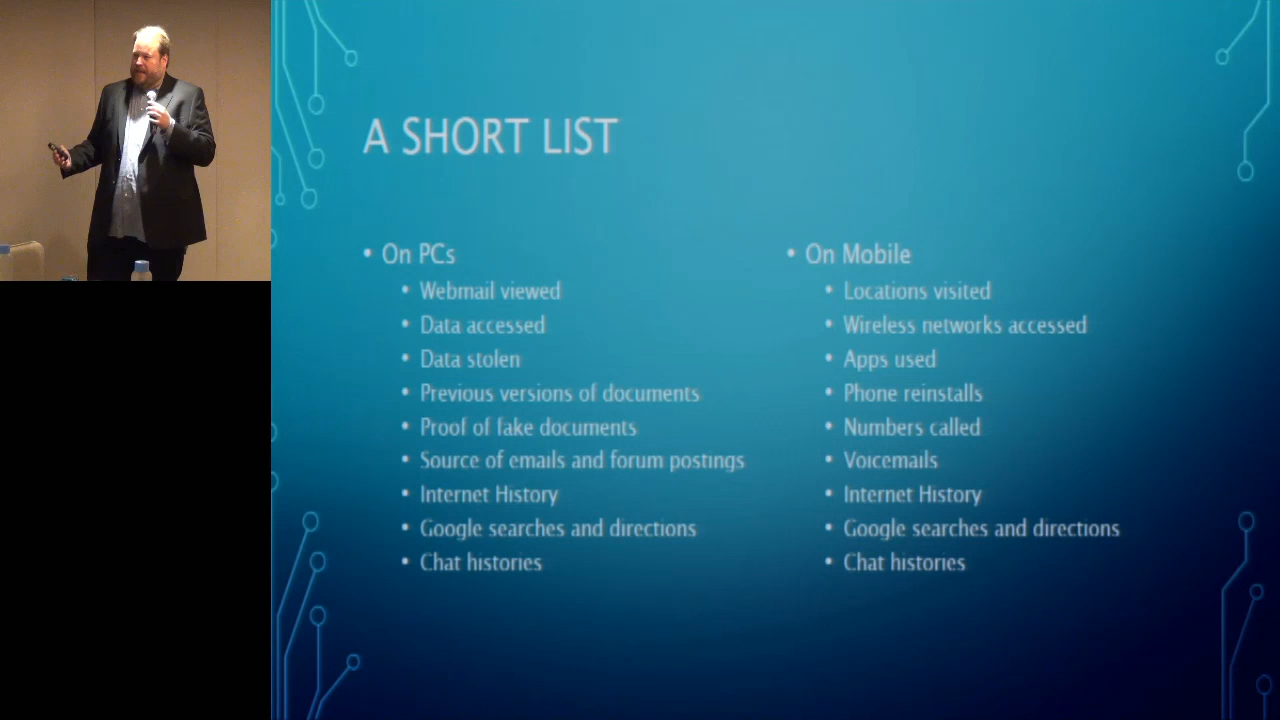 A SHORT LIST
• On PCs
• Webmail viewed
• Data accessed
• Data stolen
• Previous versions of documents
• Proof of fake documents
• Source of emails and forum postings
• Internet History
• Google searches and directions
• Chat histories
• On Mobile
• Locations visited
• Wireless networks accessed
• Apps used
• Phone reinstalls
• Numbers called
• Voicemails
• Internet History
• Google searches and directions
• Chat histories